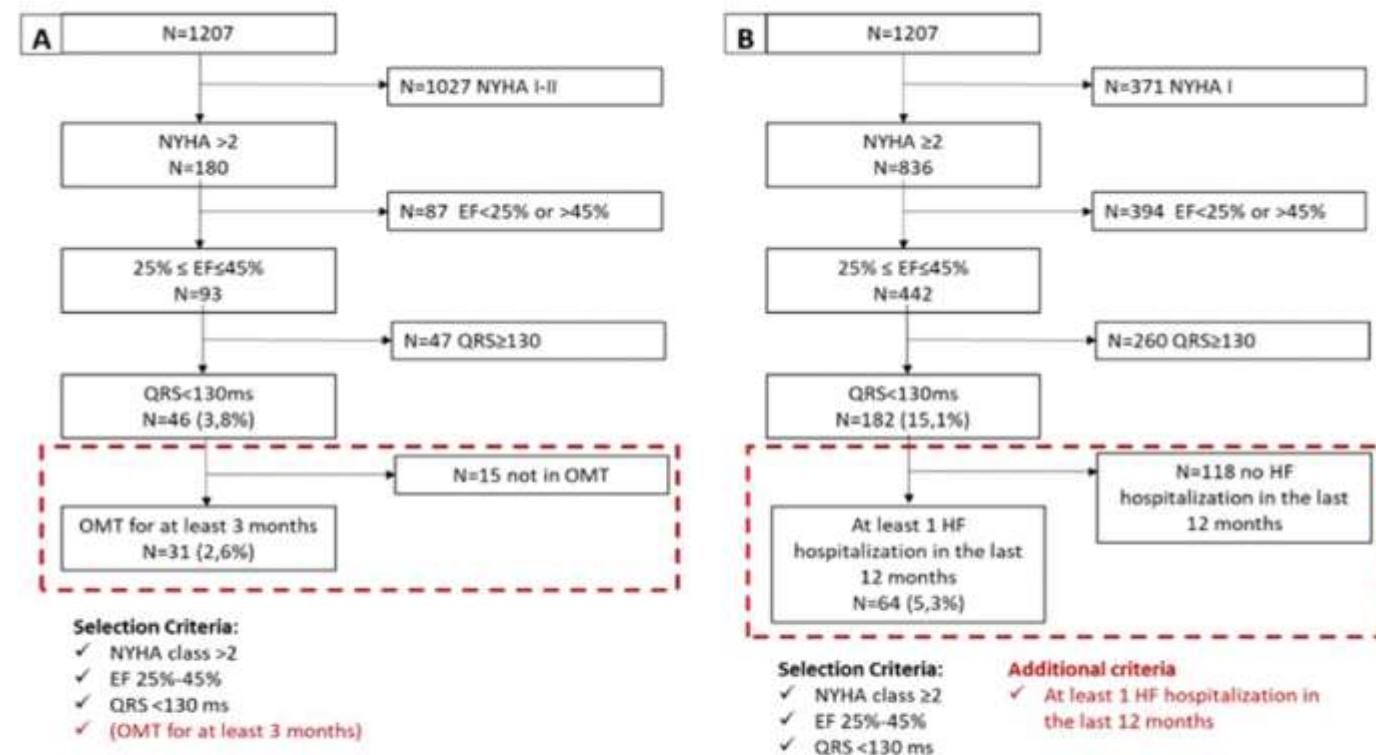 A
N=1207
N=1027 NYHA I-II
NYHA >2
N=180
N=87 EF<25% or >45%
25% ≤ EF≤45%
N=93
N=47 QRS≥130
QRS<130ms
N=46 (3,8%)
N=15 not in OMT
OMT for at least 3 months
N=31 (2,6%)
Selection Criteria:
✓ NYHA class >2
✓ EF 25%-45%
✓ QRS <130 ms
✓ (OMT for at least 3 months)
B
N=1207
N=371 NYHA I
NYHA ≥2
N=836
N=394 EF<25% or >45%
25% ≤ EF≤45%
N=442
N=260 QRS≥130
QRS<130ms
N=182 (15,1%)
N=118 no HF
hospitalization in the last
12 months
At least 1 HF
hospitalization in the last
12 months
N=64 (5,3%)
Selection Criteria:
✓ NYHA class ≥2
✓ EF 25%-45%
✓ QRS <130 ms
Additional criteria
✓ At least 1 HF hospitalization in
the last 12 months